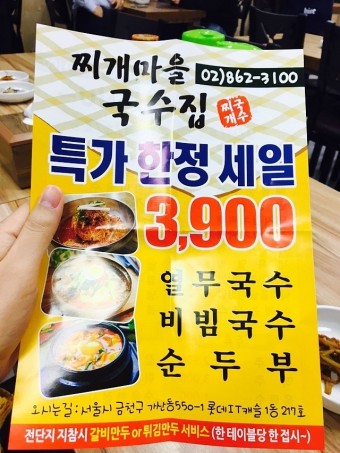 찌개마을
02)862-3100
국수집
찌개
국수
특가 한정 세일
3,900
열무국수
비빔국수
순두부
오시는길 : 서울시 금천구 가산동550-1 롯데IT캐슬 1동 217호
전단지 지참시 갈비만두 or 튀김만두 서비스 (한 테이블당 한 접시~)